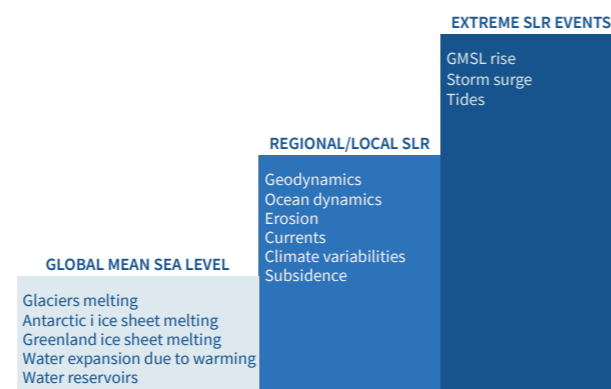 EXTREME SLR EVENTS
GMSL rise
Storm surge
Tides
REGIONAL/LOCAL SLR
Geodynamics
Ocean dynamics
Erosion
Currents
Climate variabilities
Subsidence
GLOBAL MEAN SEA LEVEL
Glaciers melting
Antarctic i ice sheet melting
Greenland ice sheet melting
Water expansion due to warming
Water reservoirs